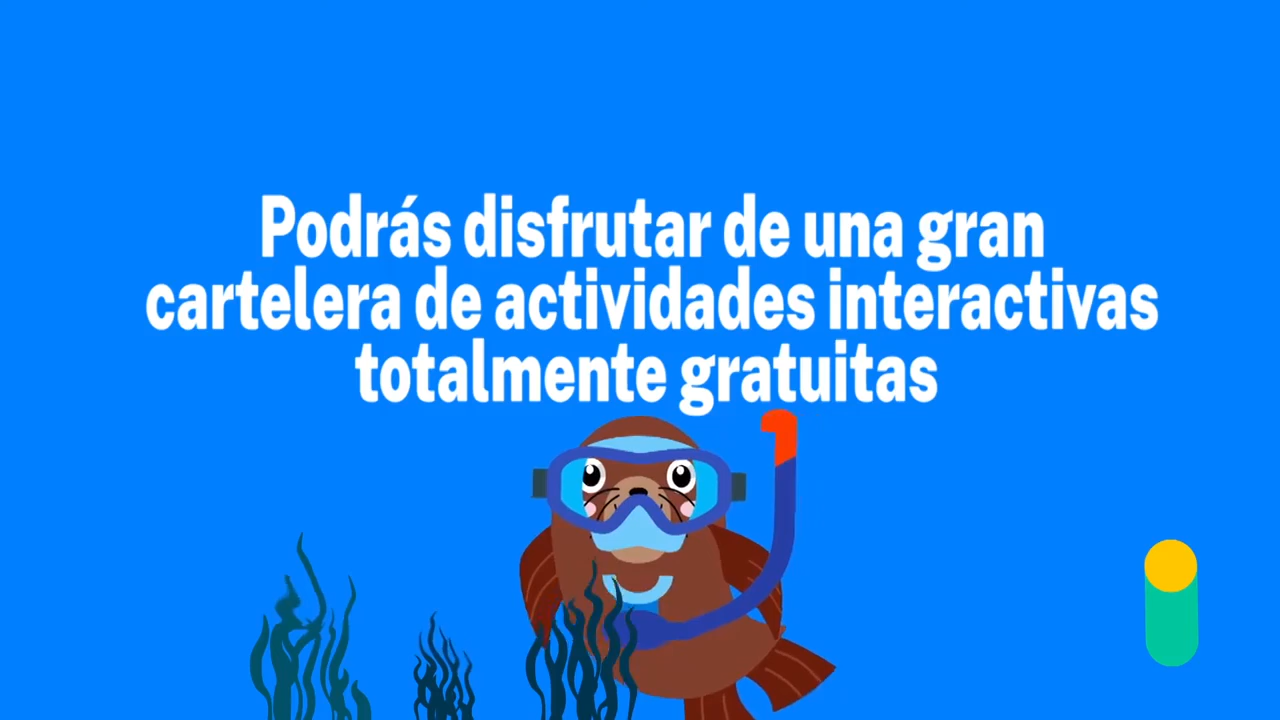 Podrás disfrutar de una gran
cartelera de actividades interactivas
totalmente gratuitas